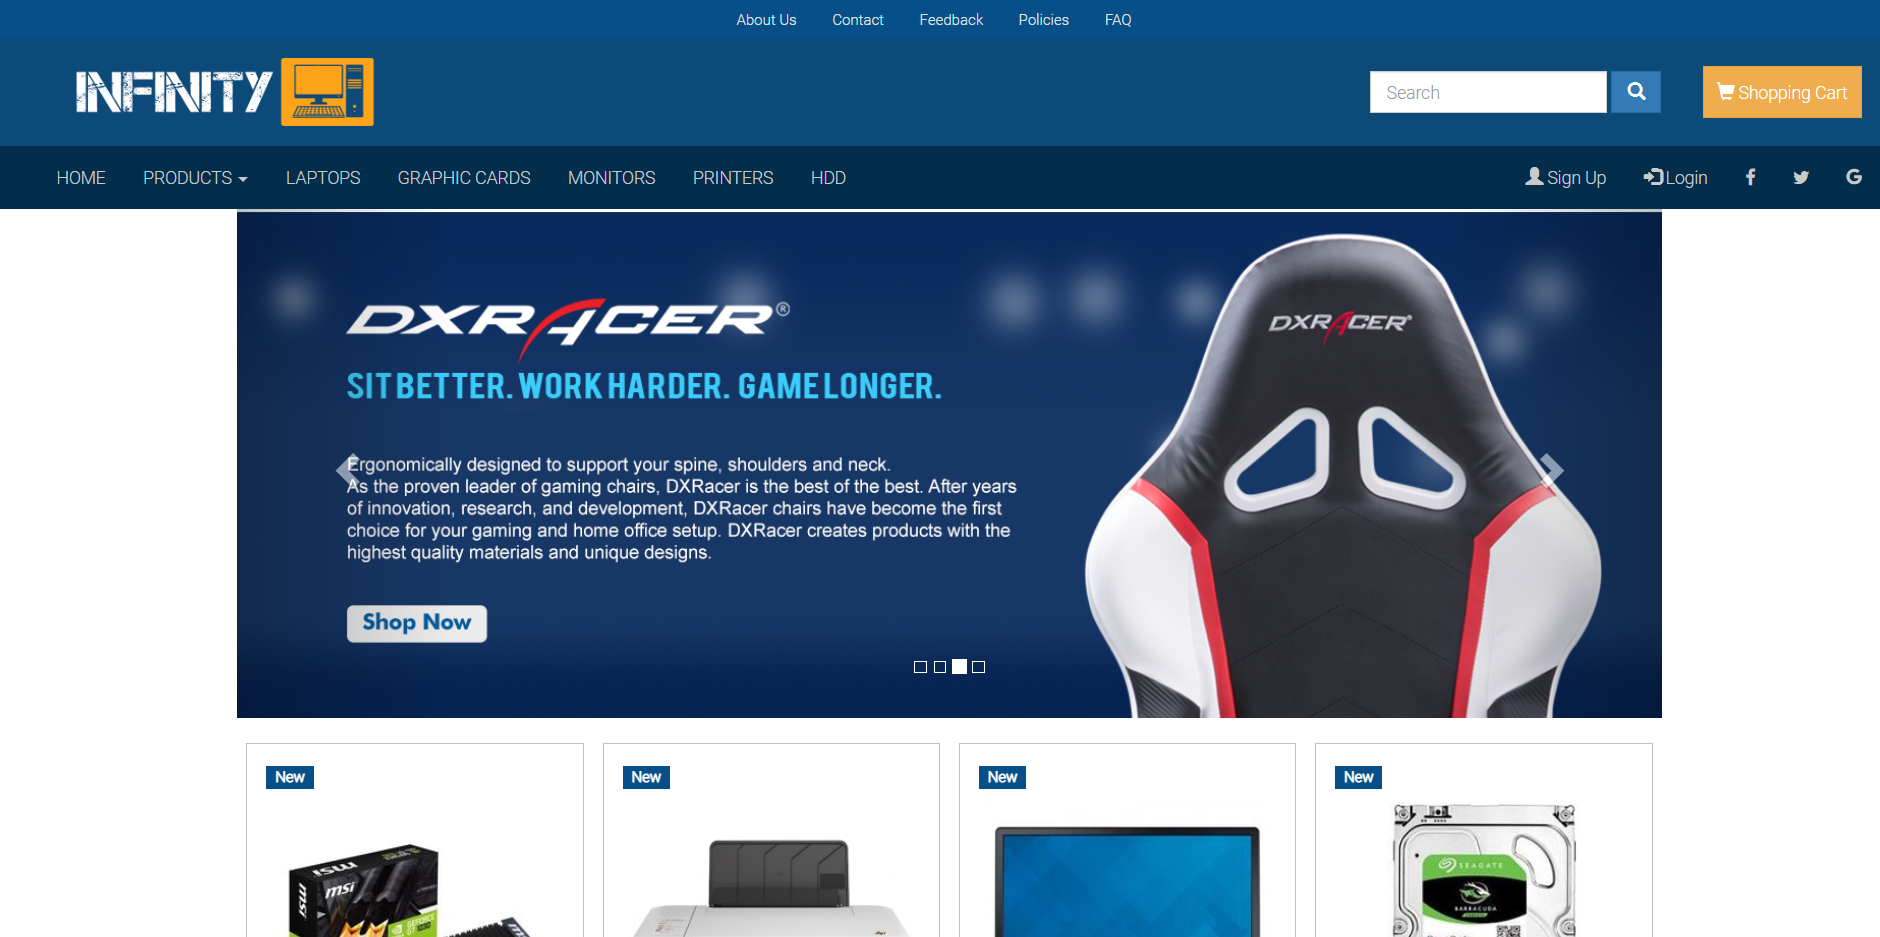 About Us Contact Feedback Policies FAQ
INFINITY
Search
Shopping Cart
HOME PRODUCTS LAPTOPS GRAPHIC CARDS MONITORS PRINTERS HDD
Sign Up Login
DXRACER®
DXRACER®
SIT BETTER. WORK HARDER. GAME LONGER.
Ergonomically designed to support your spine, shoulders and neck.
As the proven leader of gaming chairs, DXRacer is the best of the best. After years
of innovation, research, and development, DXRacer chairs have become the first
choice for your gaming and home office setup. DXRacer creates products with the
highest quality materials and unique designs.
Shop Now
New
New
New
New
msi
msi
msi
GEFORCE
SEAGATE
BARRACUDA